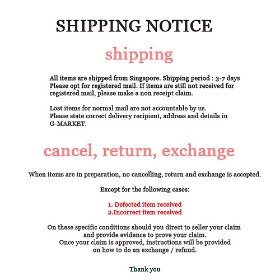 SHIPPING NOTICE
shipping
All items are shipped from Singapore. Shipping period : 3-7 days
Please opt for registered mail. If items are still not received for
registered mail, please make a non receipt claim.
Lost items for normal mail are not accountable by us.
Please state correct delivery recipient, address and details in
G-MARKET.
cancel, return, exchange
When items are in preparation, no cancelling, return and exchange is accepted.
Except for the following cases:
1. Defected item received
2.Incorrect item received
On these specific conditions should you direct to seller your claim
and provide evidence to prove your claim.
Once your claim is approved, instructions will be provided
on how to do an exchange / refund.
Thank you